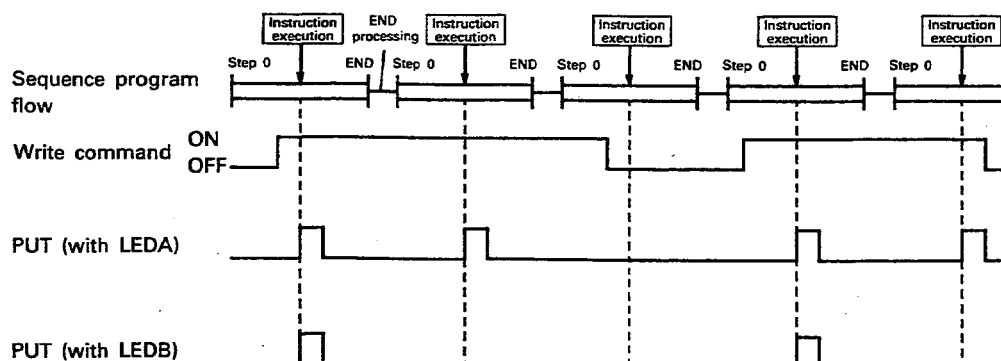 Instruction execution
END processing
Instruction execution
Instruction execution
Instruction execution
Instruction execution
Step 0 END Step 0 END Step 0 END Step 0 END Step 0
Sequence program flow
Write command ON
OFF
PUT (with LEDA)
PUT (with LEDB)